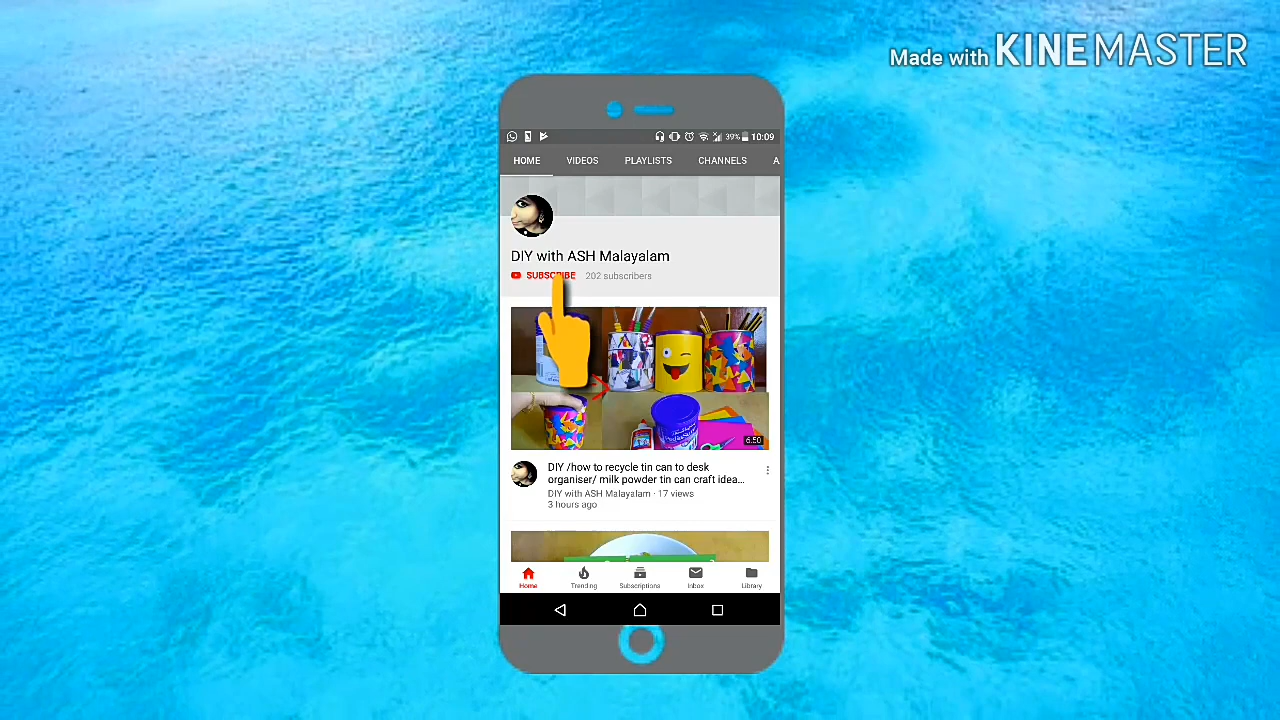 Made with KINEMASTER
39% 10:09
HOME VIDEOS PLAYLISTS CHANNELS A
DIY with ASH Malayalam
SUBSCRIBE 202 subscribers
6:50
DIY /how to recycle tin can to desk
organiser/ milk powder tin can craft idea...
DIY with ASH Malayalam · 17 views
3 hours ago
Home Trending Subscriptions Inbox Library